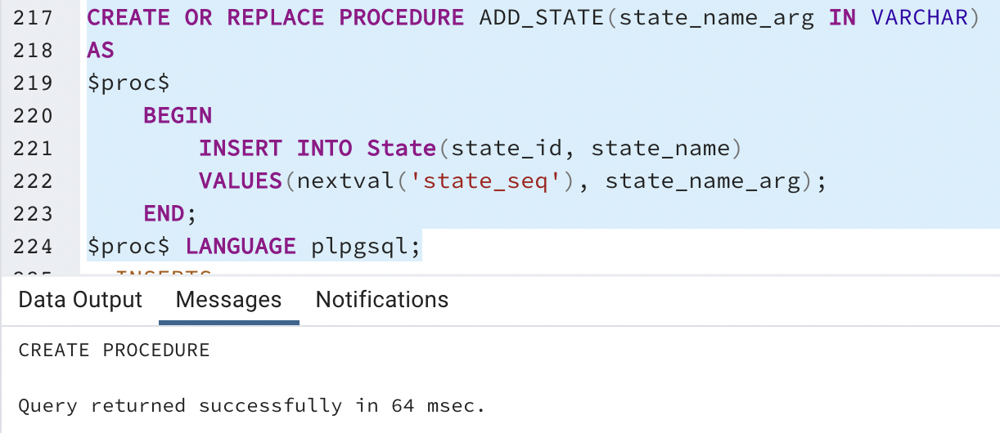 217 CREATE OR REPLACE PROCEDURE ADD_STATE(state_name_arg IN VARCHAR)
218 AS
219 $proc$
220     BEGIN
221         INSERT INTO State(state_id, state_name)
222         VALUES(nextval('state_seq'), state_name_arg);
223     END;
224 $proc$ LANGUAGE plpgsql;
Data Output Messages Notifications
CREATE PROCEDURE
Query returned successfully in 64 msec.